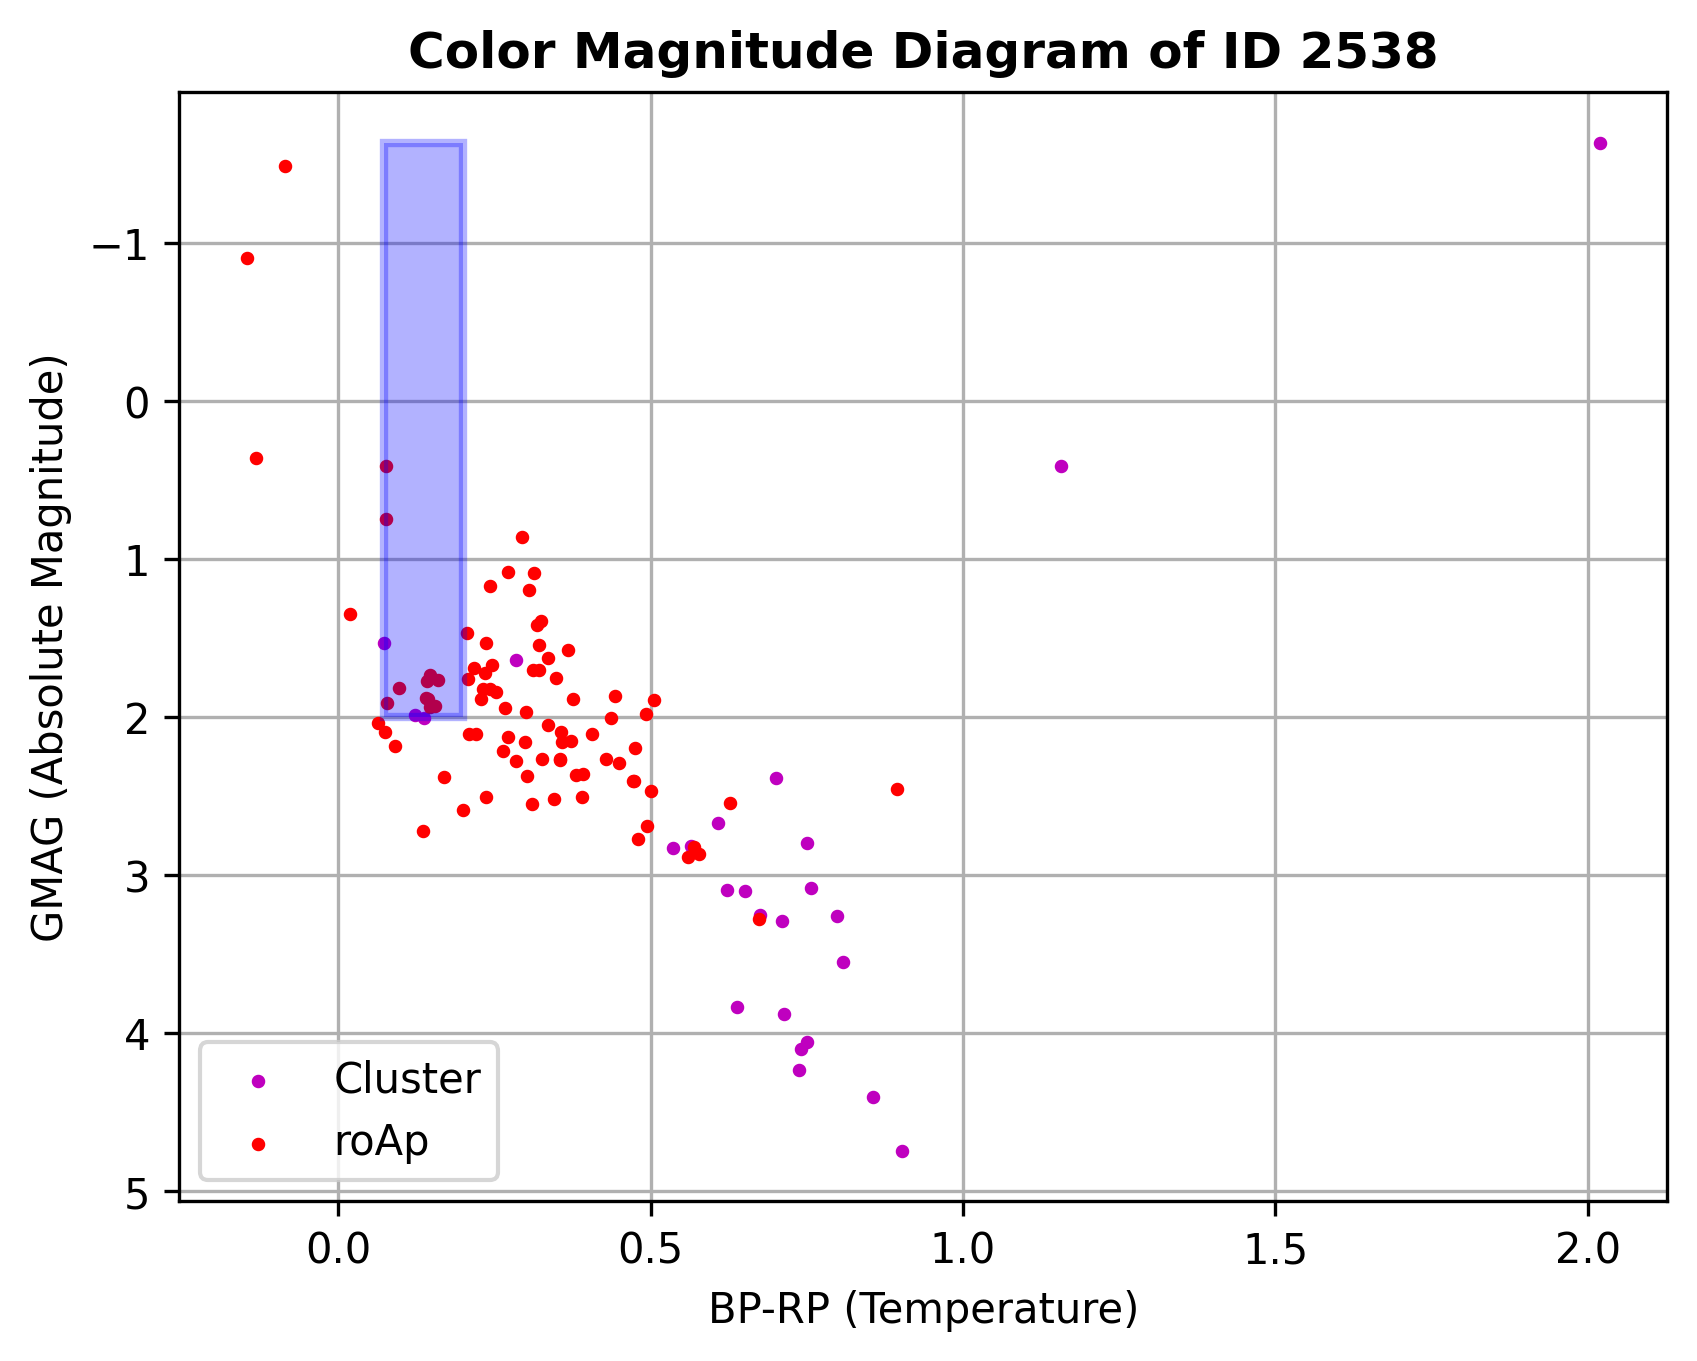 Color Magnitude Diagram of ID 2538
GMAG (Absolute Magnitude)
−1
0
1
2
3
4
5
Cluster
roAp
0.0 0.5 1.0 1.5 2.0
BP-RP (Temperature)